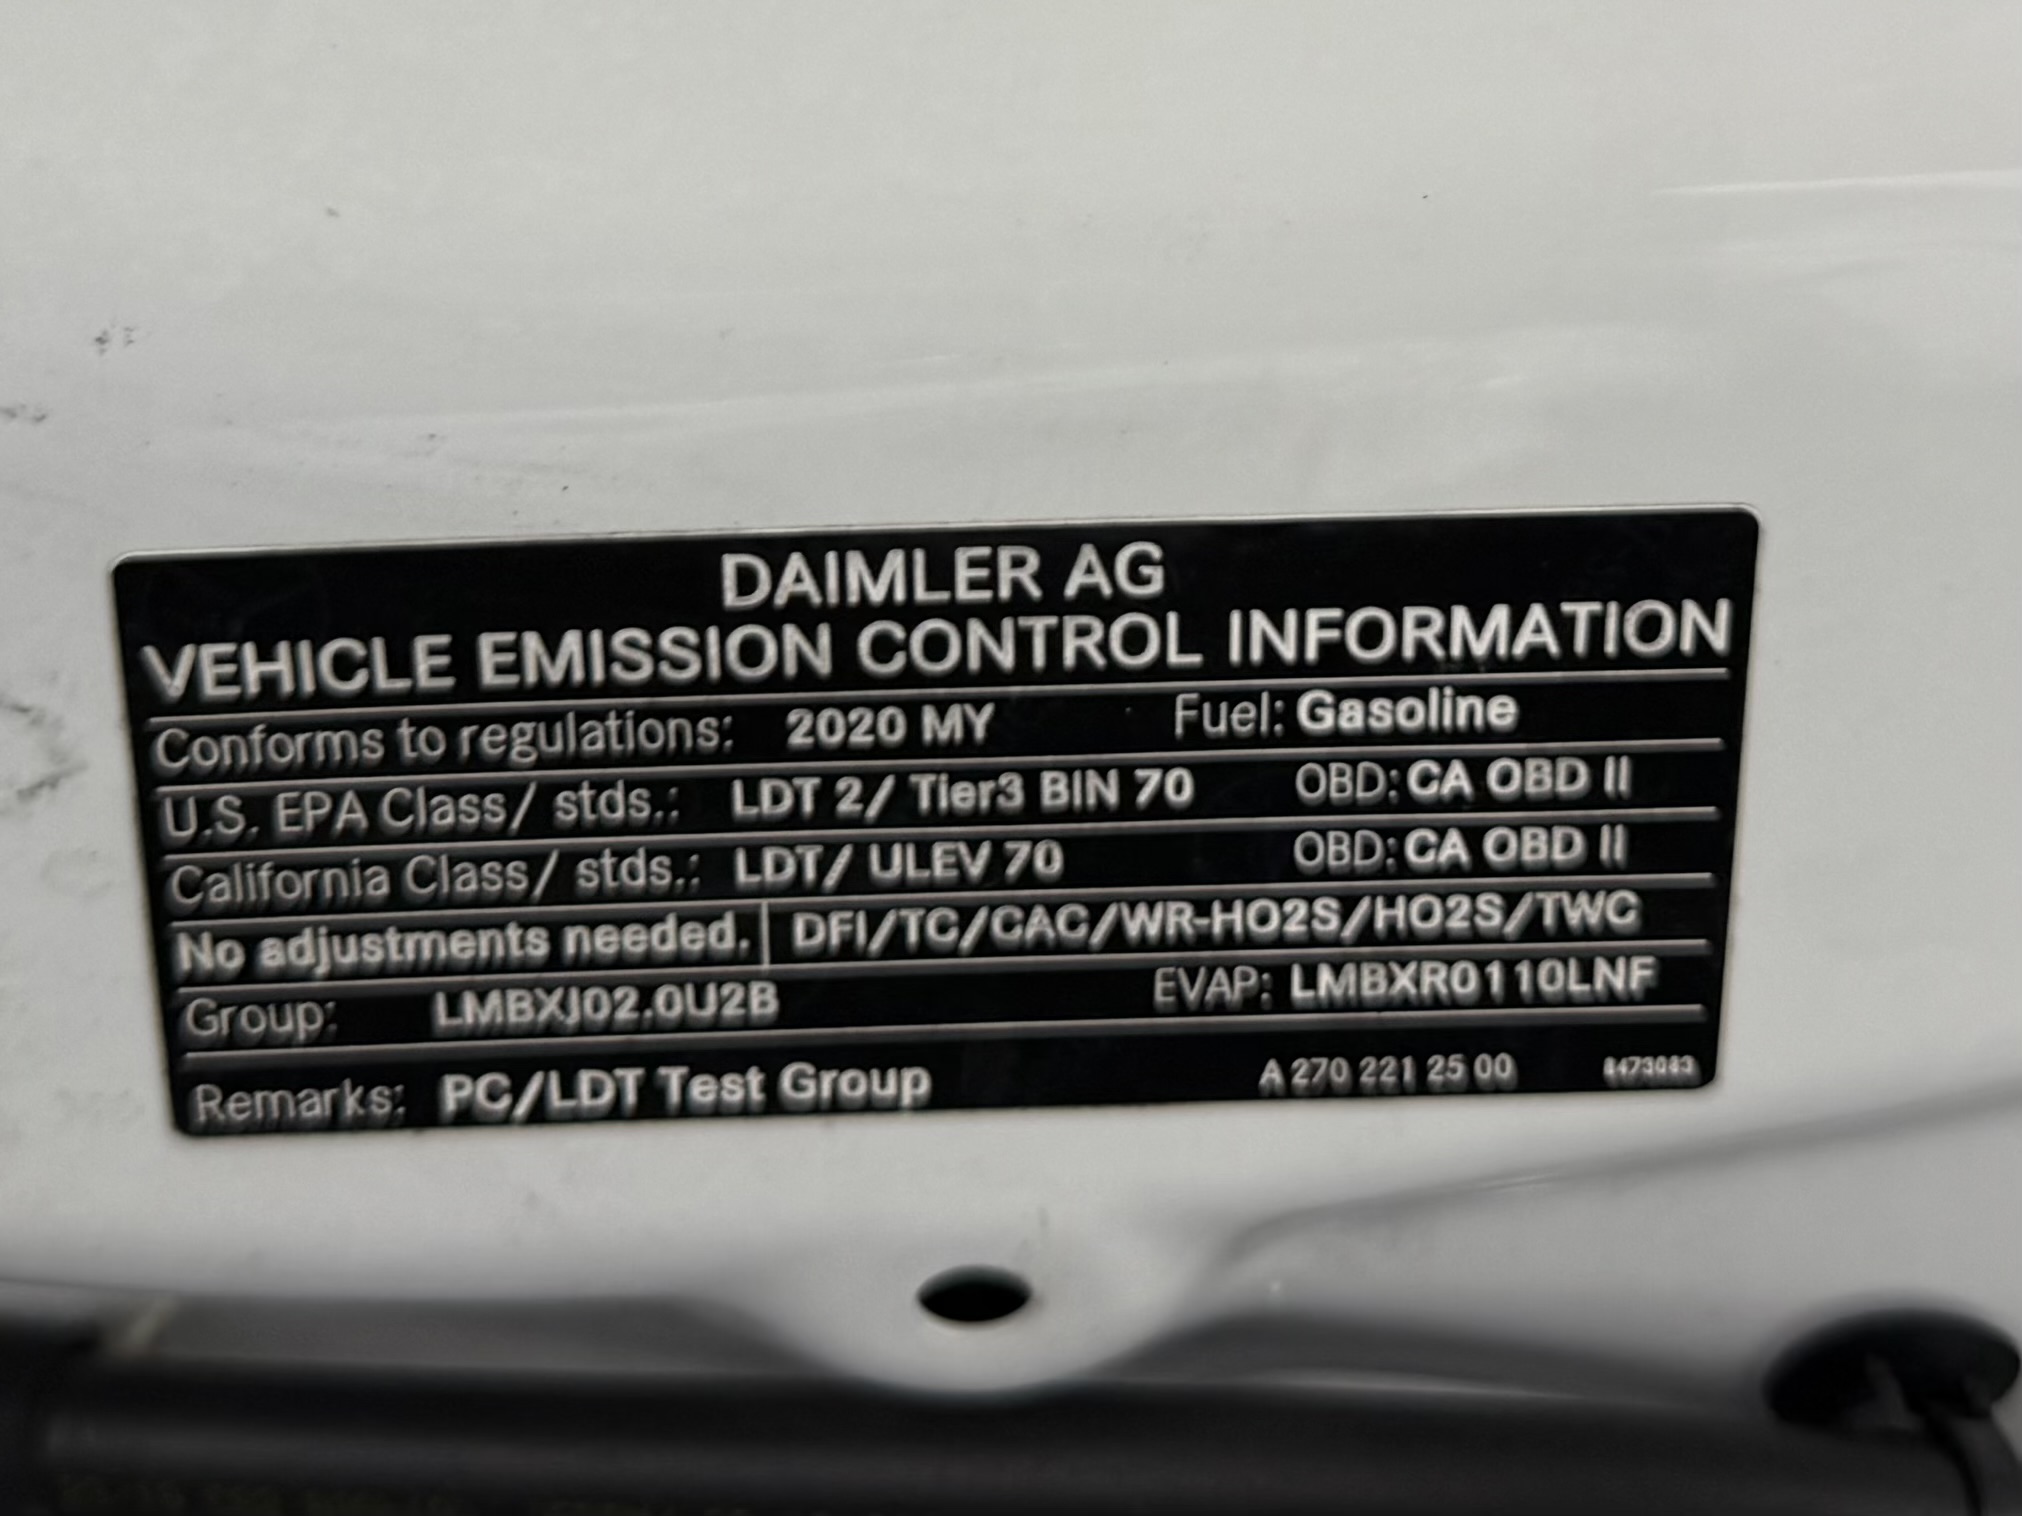 DAIMLER AG
VEHICLE EMISSION CONTROL INFORMATION
Conforms to regulations: 2020 MY Fuel: Gasoline
U.S. EPA Class/ stds.: LDT 2/ Tier3 BIN 70 OBD: CA OBD II
California Class/ stds.: LDT/ ULEV 70 OBD: CA OBD II
No adjustments needed. DFI/TC/CAC/WR-HO2S/HO2S/TWC
Group: LMBXJ02.0U2B EVAP: LMBXR0110LNF
Remarks: PC/LDT Test Group A 270 221 25 00